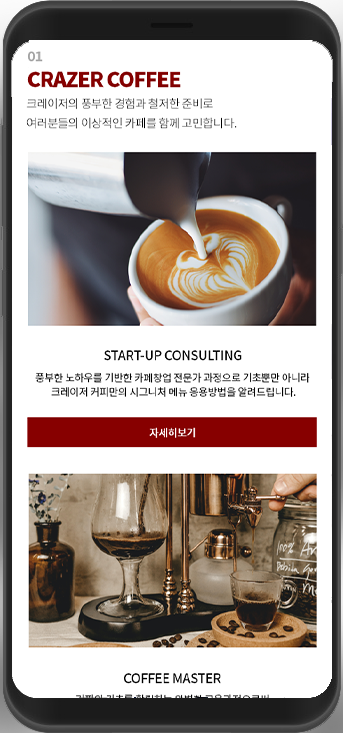 01
CRAZER COFFEE
크레이저의 풍부한 경험과 철저한 준비로
여러분들의 이상적인 카페를 함께 고민합니다.
START-UP CONSULTING
풍부한 노하우를 기반한 카페창업 전문가 과정으로 기초뿐만 아니라
크레이저 커피만의 시그니처 메뉴 응용방법을 알려드립니다.
자세히보기
100% Ar
COFFEE MASTER